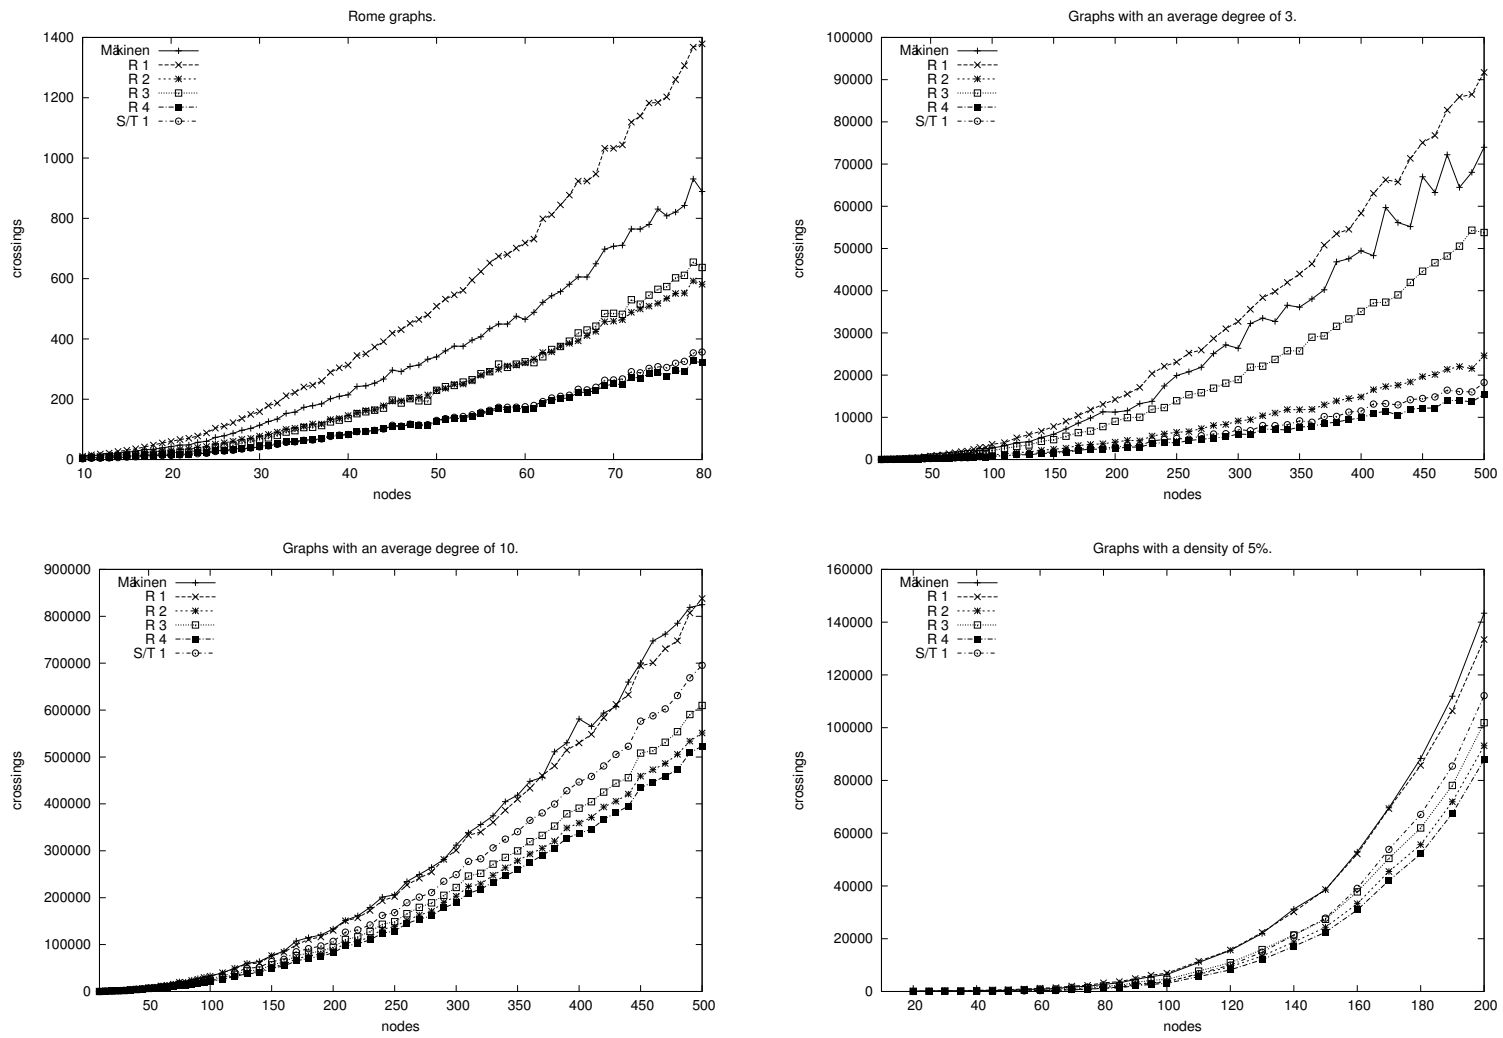 Rome graphs.
1400
1200
1000
800
600
400
200
0
10 20 30 40 50 60 70 80
crossings
nodes
Mäkinen
R 1
R 2
R 3
R 4
S/T 1
Graphs with an average degree of 3.
100000
90000
80000
70000
60000
50000
40000
30000
20000
10000
0
50 100 150 200 250 300 350 400 450 500
crossings
nodes
Mäkinen
R 1
R 2
R 3
R 4
S/T 1
Graphs with an average degree of 10.
900000
800000
700000
600000
500000
400000
300000
200000
100000
0
50 100 150 200 250 300 350 400 450 500
crossings
nodes
Mäkinen
R 1
R 2
R 3
R 4
S/T 1
Graphs with a density of 5%.
160000
140000
120000
100000
80000
60000
40000
20000
0
20 40 60 80 100 120 140 160 180 200
crossings
nodes
Mäkinen
R 1
R 2
R 3
R 4
S/T 1